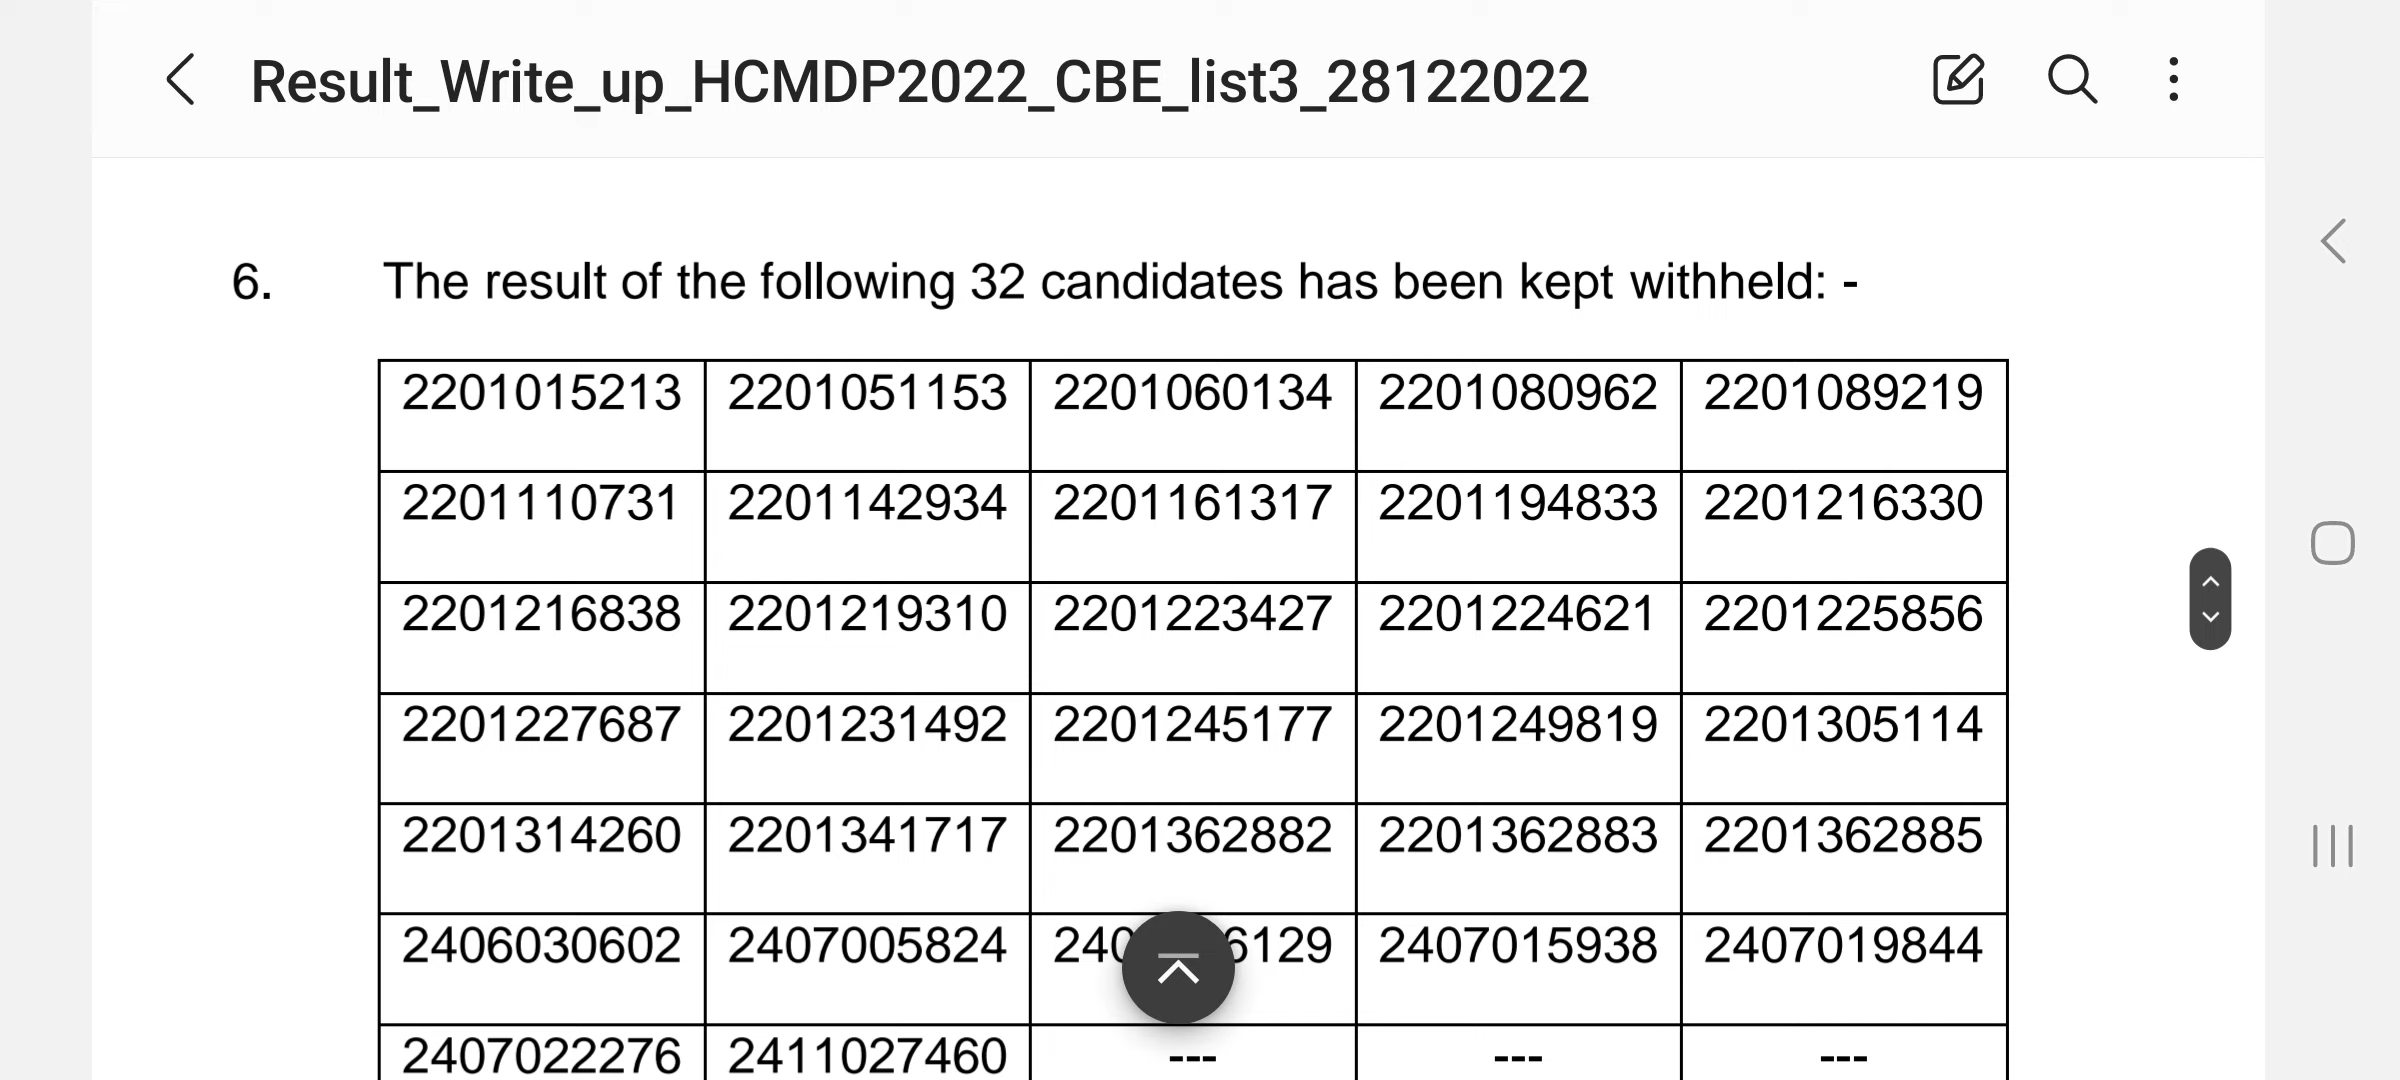 Result_Write_up_HCMDP2022_CBE_list3_28122022
6. The result of the following 32 candidates has been kept withheld: -
2201015213 2201051153 2201060134 2201080962 2201089219
2201110731 2201142934 2201161317 2201194833 2201216330
2201216838 2201219310 2201223427 2201224621 2201225856
2201227687 2201231492 2201245177 2201249819 2201305114
2201314260 2201341717 2201362882 2201362883 2201362885
2406030602 2407005824 2407015938 2407019844
2407022276 2411027460 --- --- ---